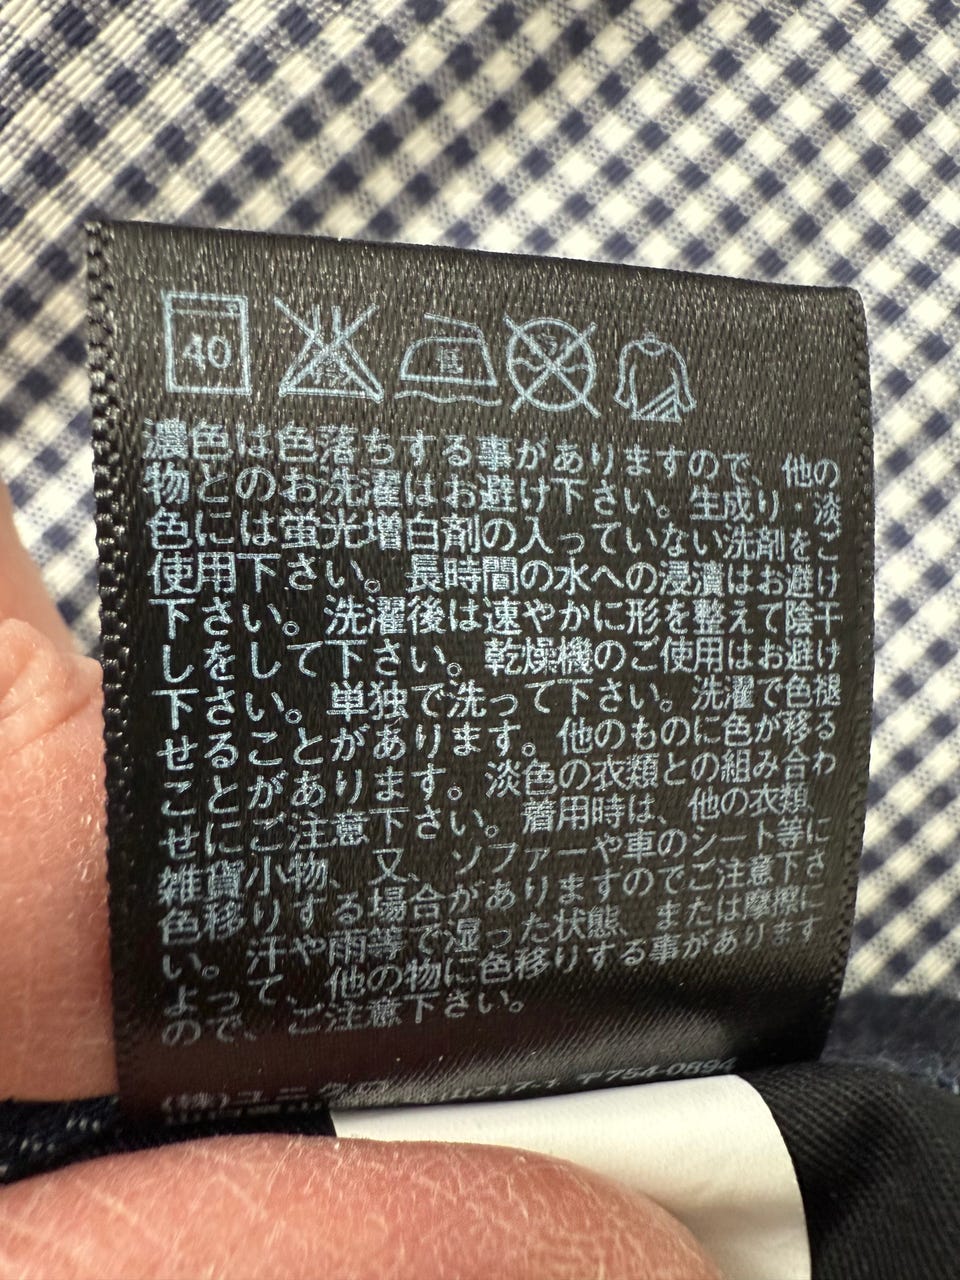 40
濃色は色落ちする事がありますので、他の
物とのお洗濯はお避け下さい。生成り・淡
色には蛍光増白剤の入っていない洗剤をご
使用下さい。長時間の水への浸漬はお避け
下さい。洗濯後は速やかに形を整えて陰干
しをして下さい。乾燥機のご使用はお避け
下さい。単独で洗って下さい。洗濯で色褪
せることがあります。他のものに色が移る
ことがあります。淡色の衣類との組み合わ
せにご注意下さい。着用時は、他の衣類、
雑貨小物、又、ソファーや車のシート等に
色移りする場合がありますのでご注意下さ
い。汗や雨等で湿った状態、または摩擦に
よって、他の物に色移りする事があります
ので、ご注意下さい。
(株)ユニクロ
717-1 〒754-0894